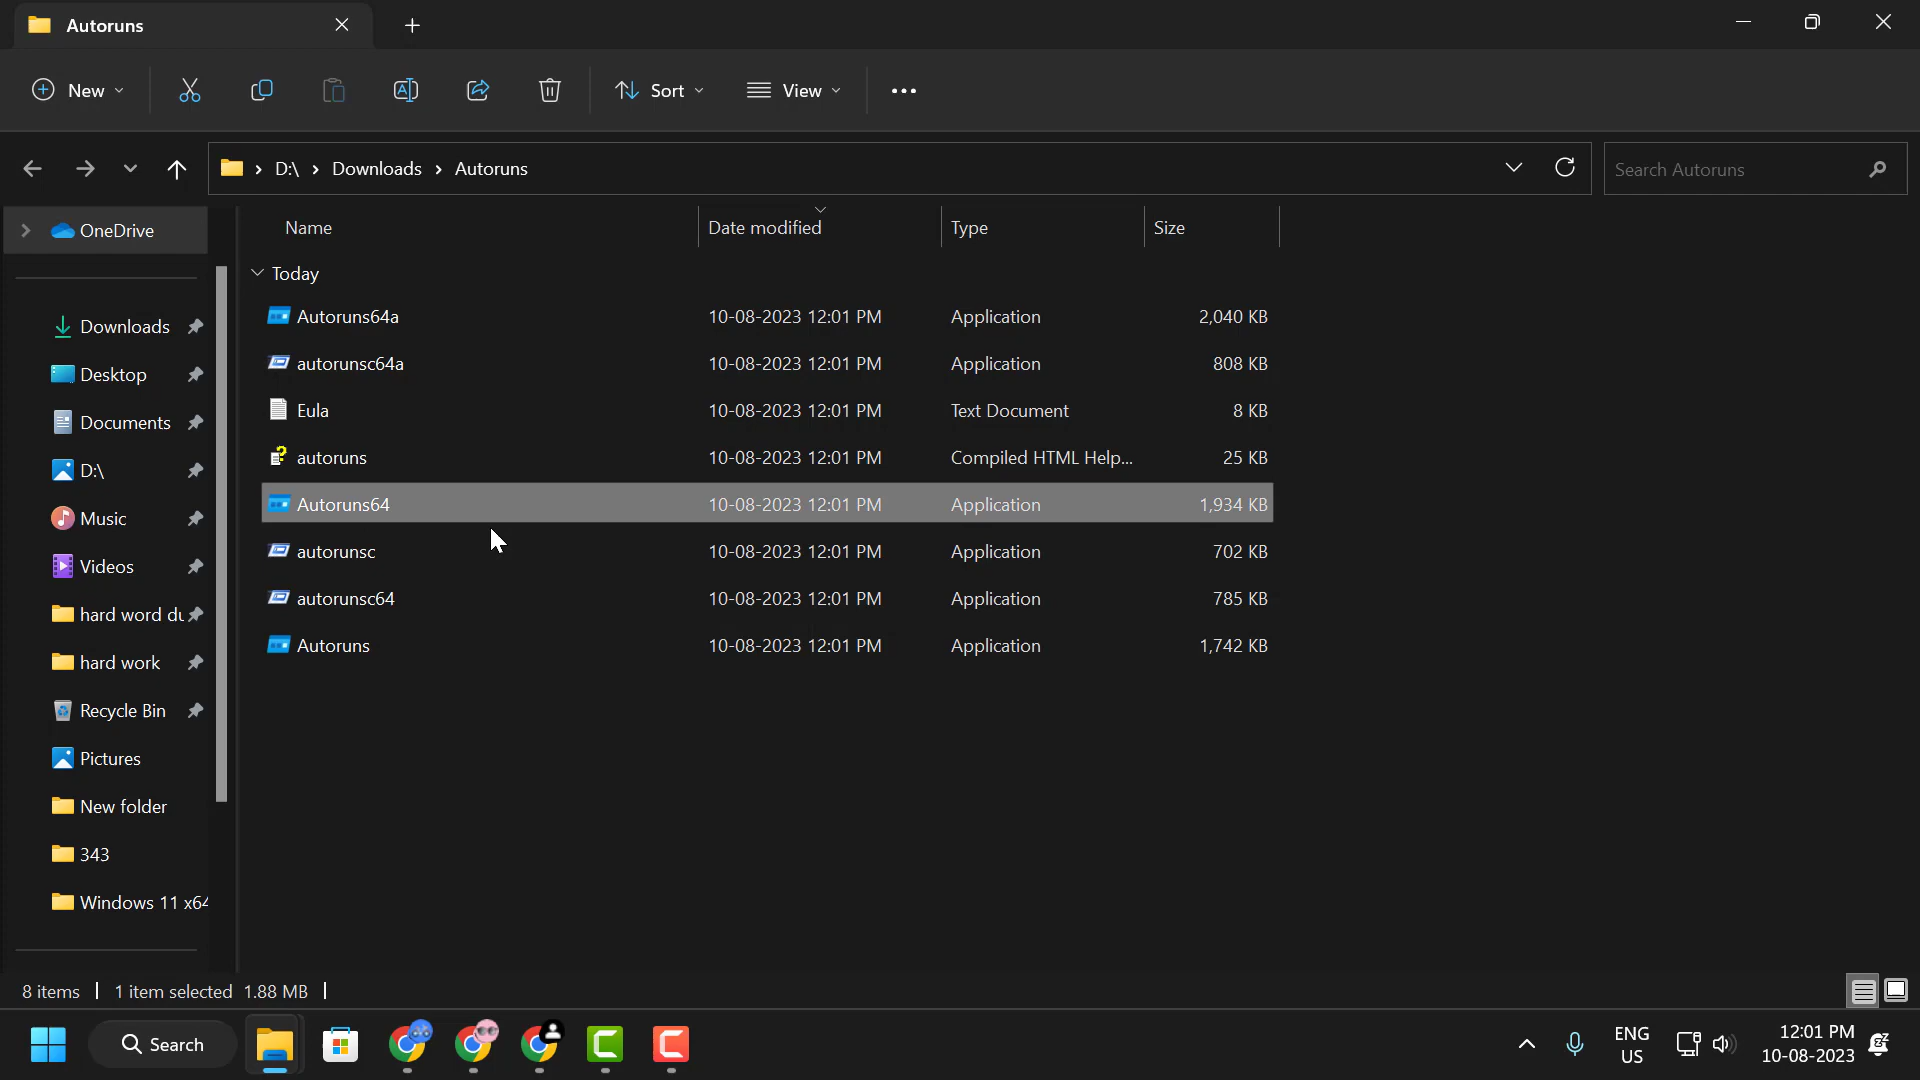 Autoruns
New
Sort
View
D:\ > Downloads > Autoruns
Search Autoruns
OneDrive
Downloads
Desktop
Documents
D:\
Music
Videos
hard word du
hard work
Recycle Bin
Pictures
New folder
343
Windows 11 x64
Name Date modified Type Size
Today
Autoruns64a 10-08-2023 12:01 PM Application 2,040 KB
autorunsc64a 10-08-2023 12:01 PM Application 808 KB
Eula 10-08-2023 12:01 PM Text Document 8 KB
autoruns 10-08-2023 12:01 PM Compiled HTML Help... 25 KB
Autoruns64 10-08-2023 12:01 PM Application 1,934 KB
autorunsc 10-08-2023 12:01 PM Application 702 KB
autorunsc64 10-08-2023 12:01 PM Application 785 KB
Autoruns 10-08-2023 12:01 PM Application 1,742 KB
8 items 1 item selected 1.88 MB
Search
ENG
US
12:01 PM
10-08-2023